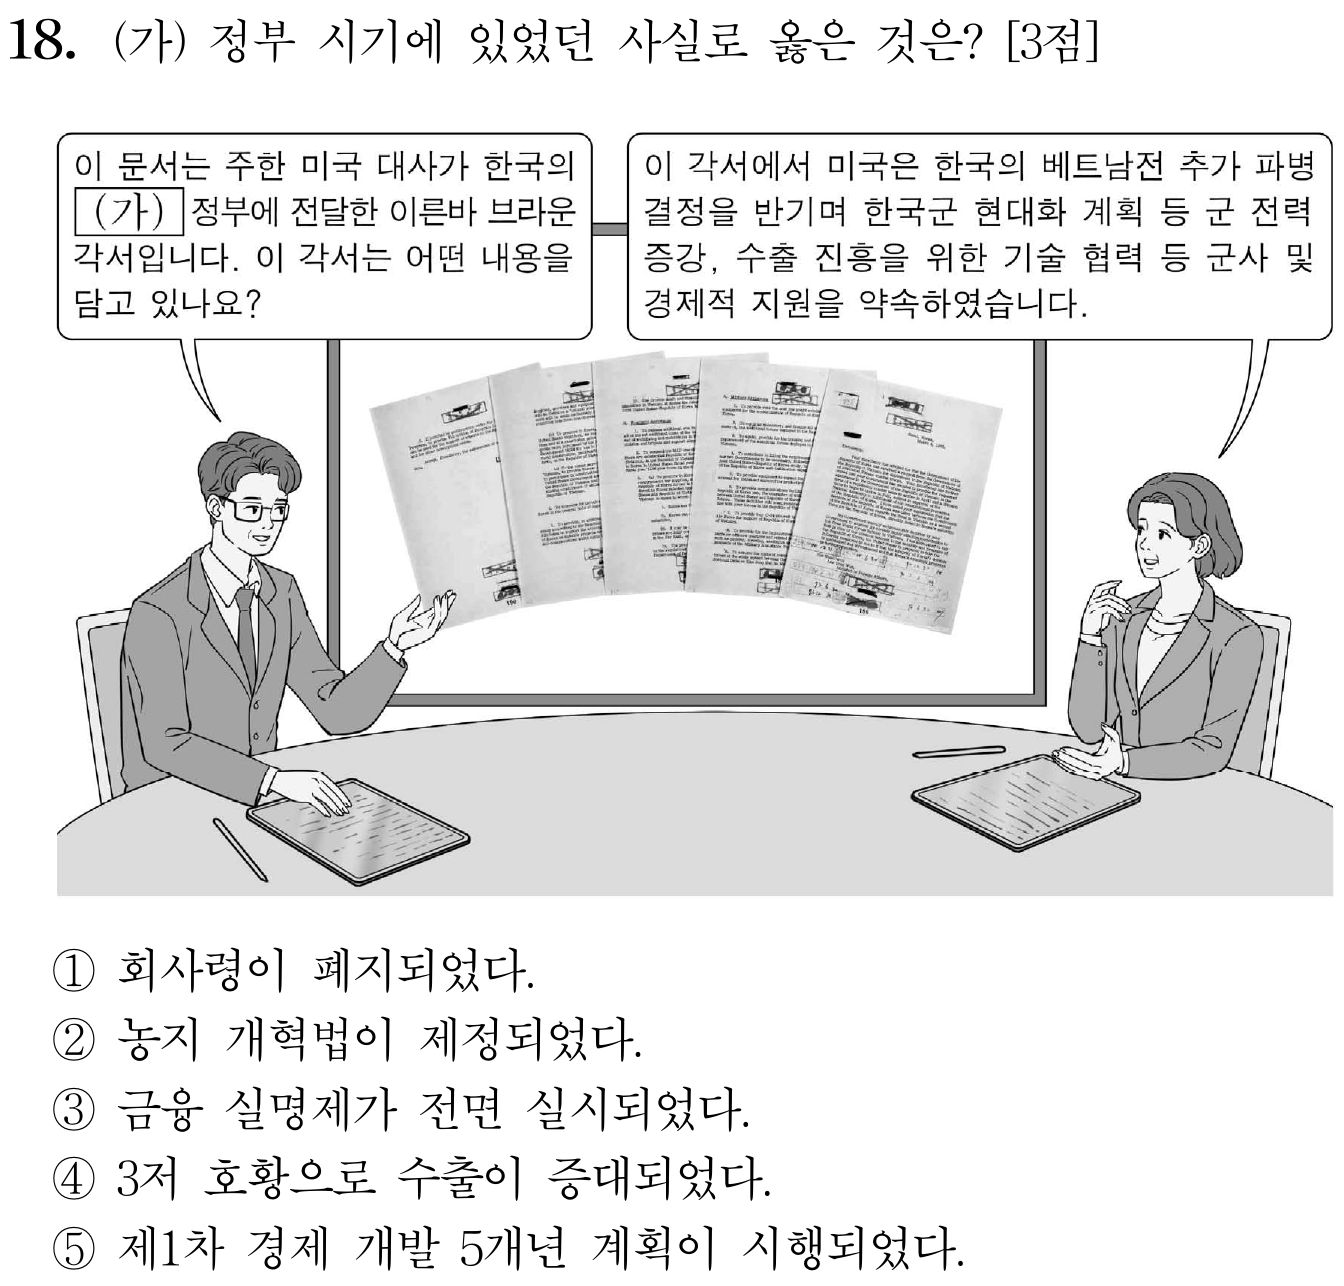 18. (가) 정부 시기에 있었던 사실로 옳은 것은? [3점]
이 문서는 주한 미국 대사가 한국의
(가) 정부에 전달한 이른바 브라운
각서입니다. 이 각서는 어떤 내용을
담고 있나요?
이 각서에서 미국은 한국의 베트남전 추가 파병
결정을 반기며 한국군 현대화 계획 등 군 전력
증강, 수출 진흥을 위한 기술 협력 등 군사 및
경제적 지원을 약속하였습니다.
① 회사령이 폐지되었다.
② 농지 개혁법이 제정되었다.
③ 금융 실명제가 전면 실시되었다.
④ 3저 호황으로 수출이 증대되었다.
⑤ 제1차 경제 개발 5개년 계획이 시행되었다.